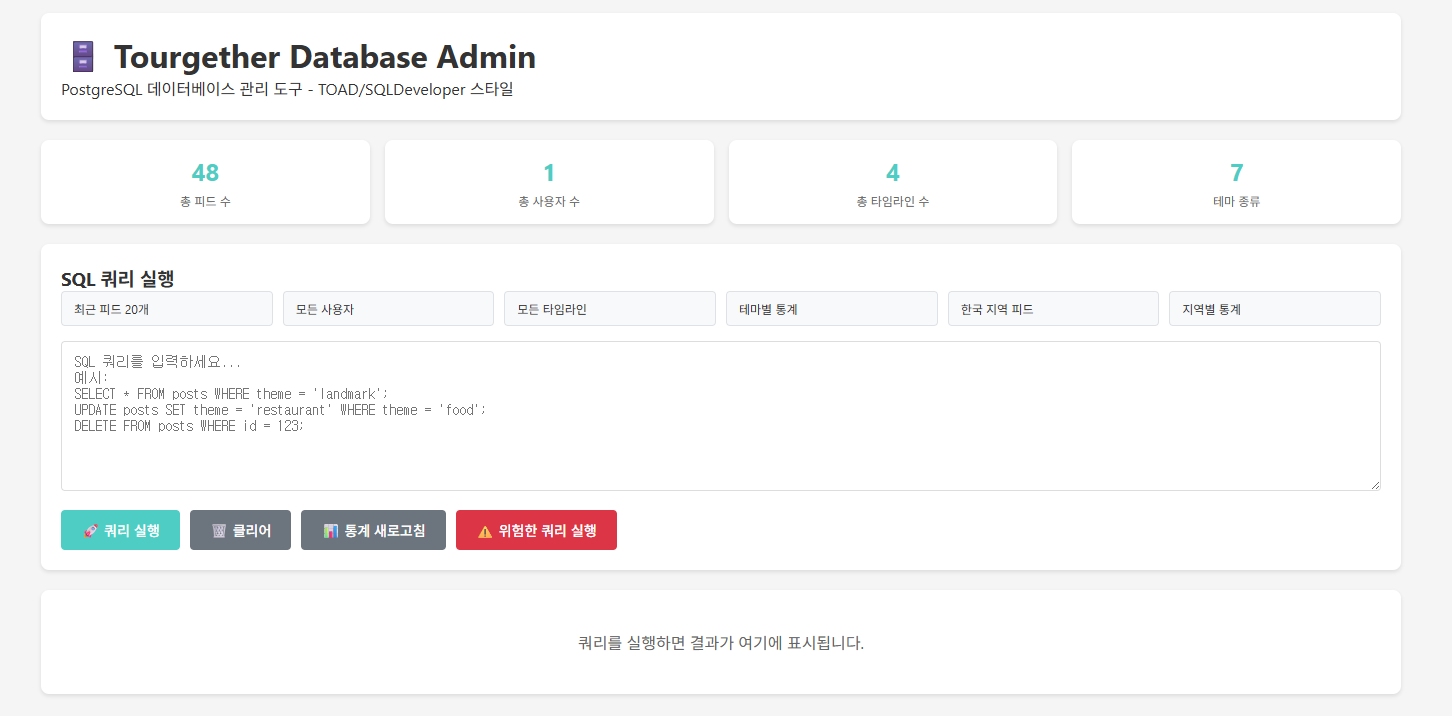 Tourgether Database Admin
PostgreSQL 데이터베이스 관리 도구 - TOAD/SQLDeveloper 스타일
48
총 피드 수
1
총 사용자 수
4
총 타임라인 수
7
테마 종류
SQL 쿼리 실행
최근 피드 20개
모든 사용자
모든 타임라인
테마별 통계
한국 지역 피드
지역별 통계
SQL 쿼리를 입력하세요...
예시:
SELECT * FROM posts WHERE theme = 'landmark';
UPDATE posts SET theme = 'restaurant' WHERE theme = 'food';
DELETE FROM posts WHERE id = 123;
🚀 쿼리 실행
🗑️ 클리어
📊 통계 새로고침
⚠️ 위험한 쿼리 실행
쿼리를 실행하면 결과가 여기에 표시됩니다.